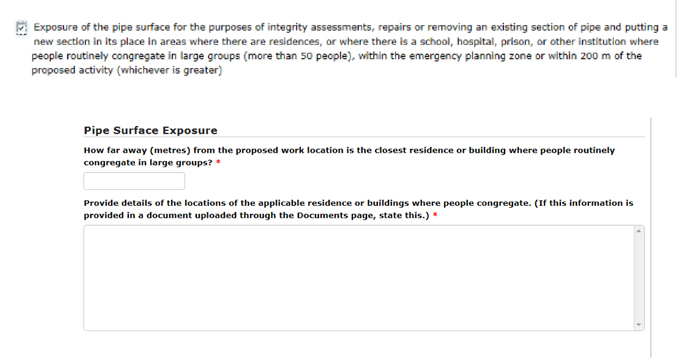 Exposure of the pipe surface for the purposes of integrity assessments, repairs or removing an existing section of pipe and putting a
new section in its place in areas where there are residences, or where there is a school, hospital, prison, or other institution where
people routinely congregate in large groups (more than 50 people), within the emergency planning zone or within 200 m of the
proposed activity (whichever is greater)
Pipe Surface Exposure
How far away (metres) from the proposed work location is the closest residence or building where people routinely
congregate in large groups? *
Provide details of the locations of the applicable residence or buildings where people congregate. (If this information is
provided in a document uploaded through the Documents page, state this.) *